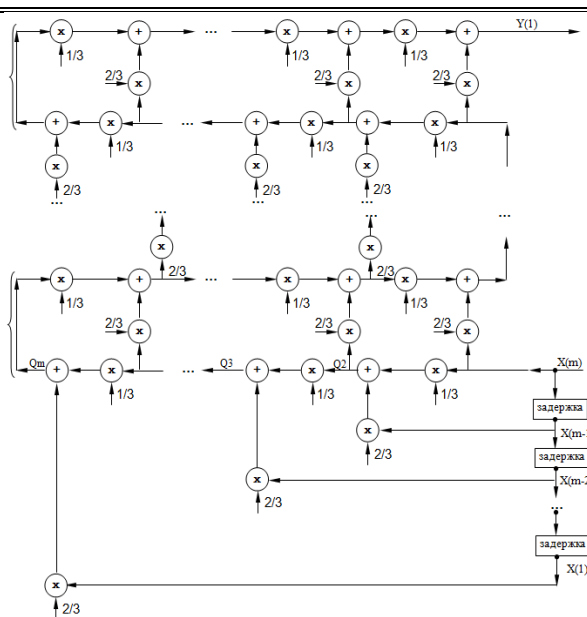 x + ... x + x + Y(1)
1/3 1/3 1/3
2/3 x 2/3 x 2/3 x
+ x ... + x + x
1/3 1/3 1/3
x x x
2/3 2/3 2/3
... ... ...
... ... ...
x x
2/3 2/3
x + ... x + x +
1/3 1/3 1/3
2/3 x 2/3 x 2/3 x
Qm + x ... Q3 + x Q2 + x X(m)
1/3 1/3 1/3
задержка
x X(m-1
2/3 задержка
x X(m-2
2/3
...
задержка
x X(1)
2/3